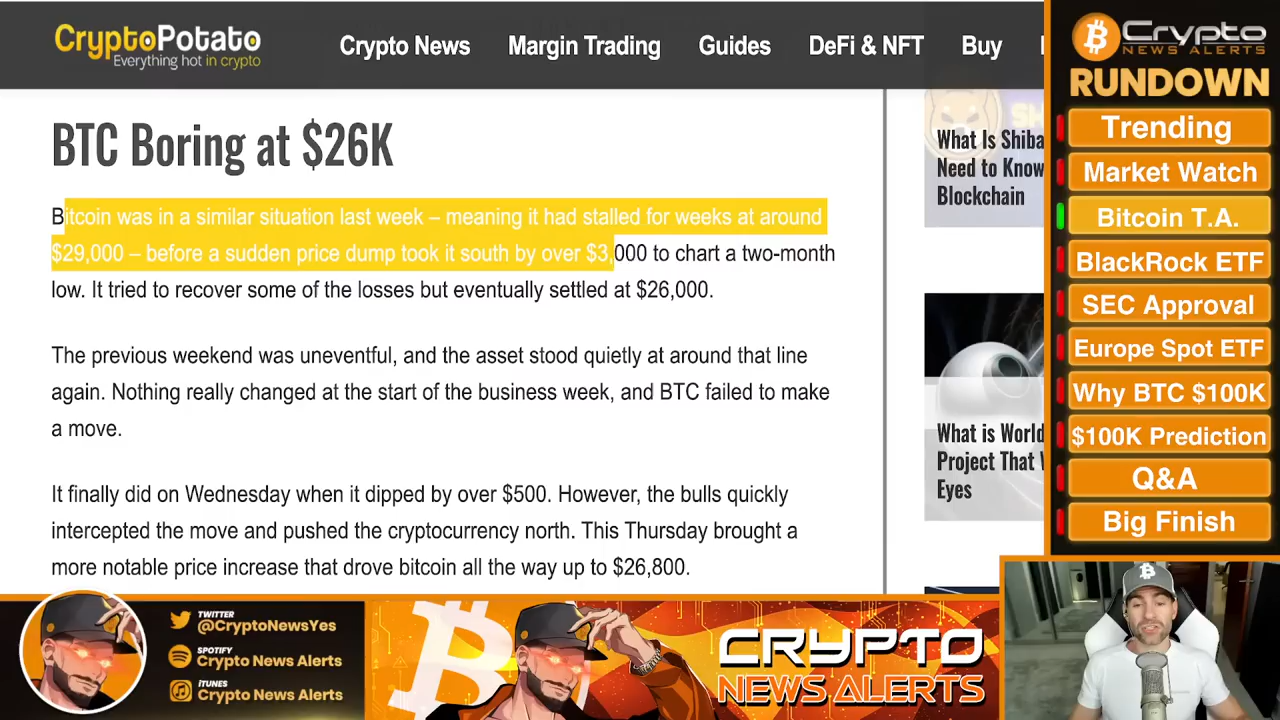 CryptoPotato
Everything hot in crypto
Crypto News
Margin Trading
Guides
DeFi & NFT
Buy
BTC Boring at $26K
Bitcoin was in a similar situation last week – meaning it had stalled for weeks at around
$29,000 – before a sudden price dump took it south by over $3,000 to chart a two-month
low. It tried to recover some of the losses but eventually settled at $26,000.
The previous weekend was uneventful, and the asset stood quietly at around that line
again. Nothing really changed at the start of the business week, and BTC failed to make
a move.
It finally did on Wednesday when it dipped by over $500. However, the bulls quickly
intercepted the move and pushed the cryptocurrency north. This Thursday brought a
more notable price increase that drove bitcoin all the way up to $26,800.
What Is Shiba
Need to Know
Blockchain
What is World
Project That
Eyes
Crypto
NEWS ALERTS
RUNDOWN
Trending
Market Watch
Bitcoin T.A.
BlackRock ETF
SEC Approval
Europe Spot ETF
Why BTC $100K
$100K Prediction
Q&A
Big Finish
TWITTER
@CryptoNewsYes
SPOTIFY
Crypto News Alerts
iTUNES
Crypto News Alerts
CRYPTO
NEWS ALERTS